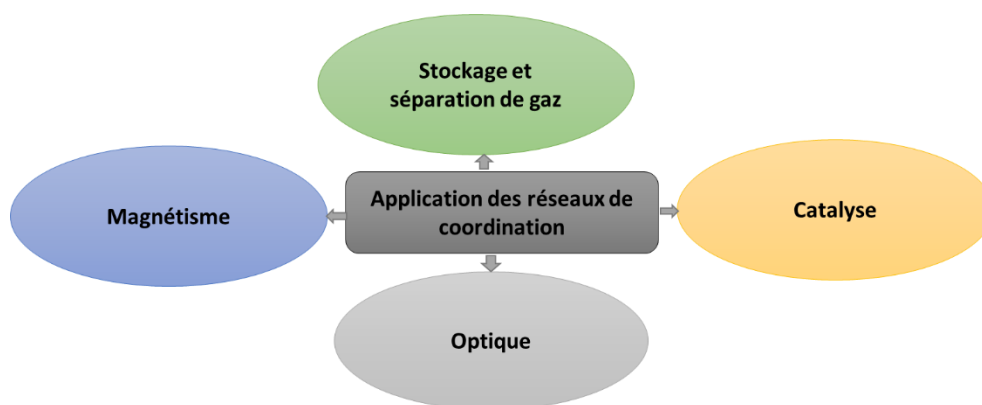 Stockage et
séparation de gaz
Magnétisme
Application des réseaux de
coordination
Catalyse
Optique